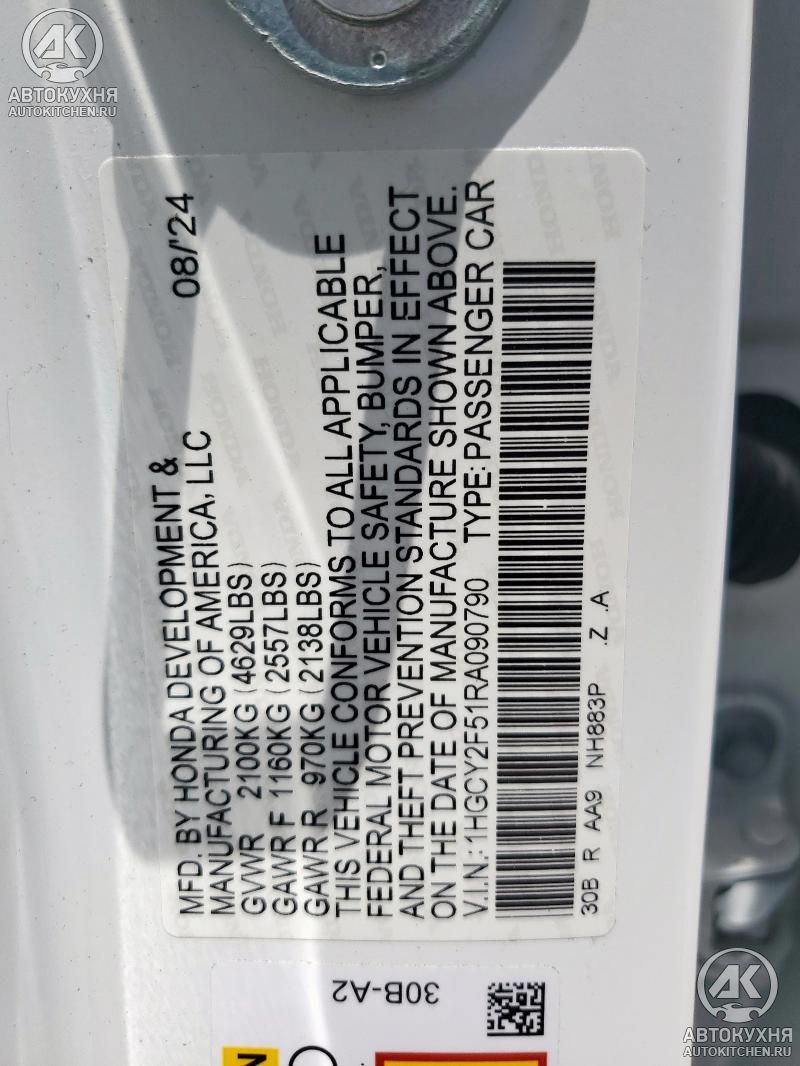 AK
АВТОКУХНЯ
AUTOKITCHEN.RU
MFD. BY HONDA DEVELOPMENT & 08/'24
MANUFACTURING OF AMERICA, LLC
GVWR 2100KG (4629LBS)
GAWR F 1160KG (2557LBS)
GAWR R 970KG (2138LBS)
THIS VEHICLE CONFORMS TO ALL APPLICABLE
FEDERAL MOTOR VEHICLE SAFETY, BUMPER,
AND THEFT PREVENTION STANDARDS IN EFFECT
ON THE DATE OF MANUFACTURE SHOWN ABOVE.
V.I.N.: 1HGCY2F51RA090790 TYPE: PASSENGER CAR
30B R AA9 NH883P .Z .A
30B-A2
AK
АВТОКУХНЯ
AUTOKITCHEN.RU